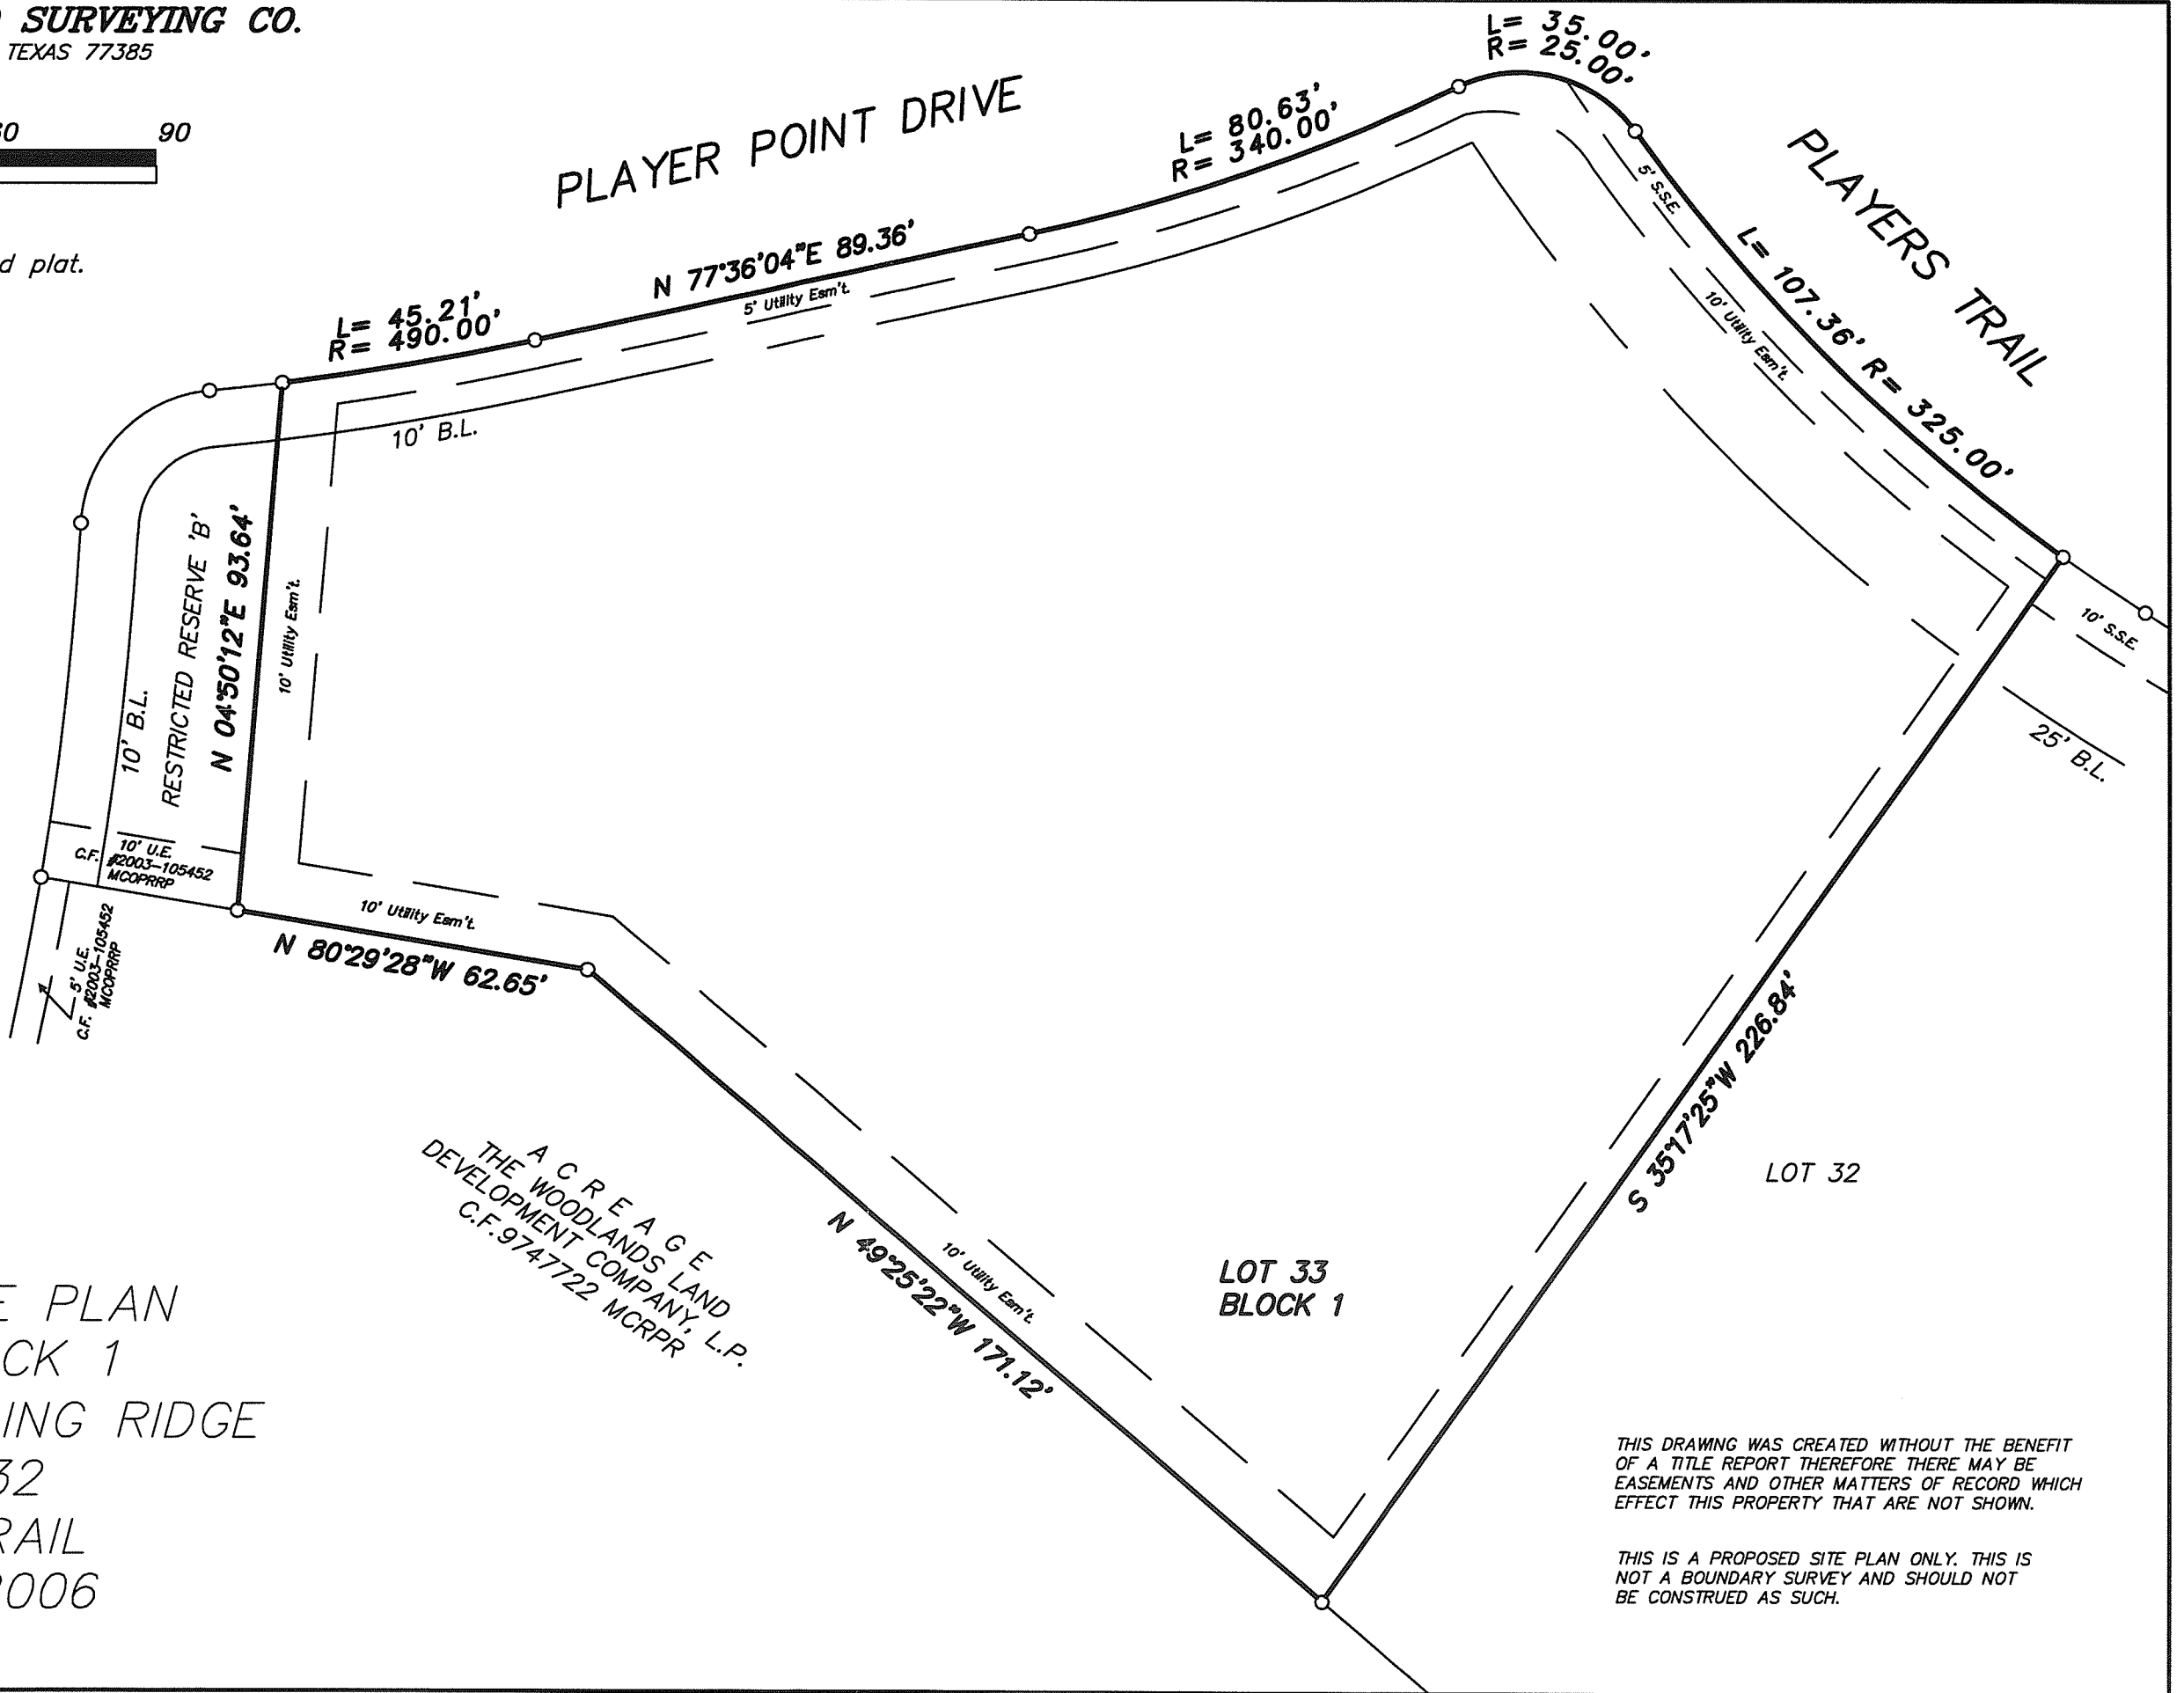 SURVEYING CO.
TEXAS 77385
90
plat.
PLAYER POINT DRIVE
L= 35.00'
R= 25.00'
L= 80.63',
R= 340.00',
PLAYERS TRAIL
N 77°36'04"E 89.36'
5' Utility Esm't.
L= 45.21',
R= 490.00',
10' B.L.
5' S.S.E.
10' Utility Esm't.
L= 107.36' R= 325.00'
10' S.S.E.
25' B.L.
10' B.L.
RESTRICTED RESERVE 'B'
N 04°50'12"E 93.64'
10' Utility Esm't.
10' U.E.
C.F. #2003-105452
MCOPRRP
5' U.E.
C.F. #2003-105452
MCOPRRP
10' Utility Esm't.
N 80°29'28"W 62.65'
A C R E A G E
THE WOODLANDS LAND
DEVELOPMENT COMPANY, L.P.
C.F.9747722 MCRPR
N 49°25'22"W 171.12'
10' Utility Esm't.
S 35°17'25"W 226.84'
LOT 32
LOT 33
BLOCK 1
PLAN
CK 1
ING RIDGE
32
RAIL
2006
THIS DRAWING WAS CREATED WITHOUT THE BENEFIT
OF A TITLE REPORT THEREFORE THERE MAY BE
EASEMENTS AND OTHER MATTERS OF RECORD WHICH
EFFECT THIS PROPERTY THAT ARE NOT SHOWN.
THIS IS A PROPOSED SITE PLAN ONLY. THIS IS
NOT A BOUNDARY SURVEY AND SHOULD NOT
BE CONSTRUED AS SUCH.